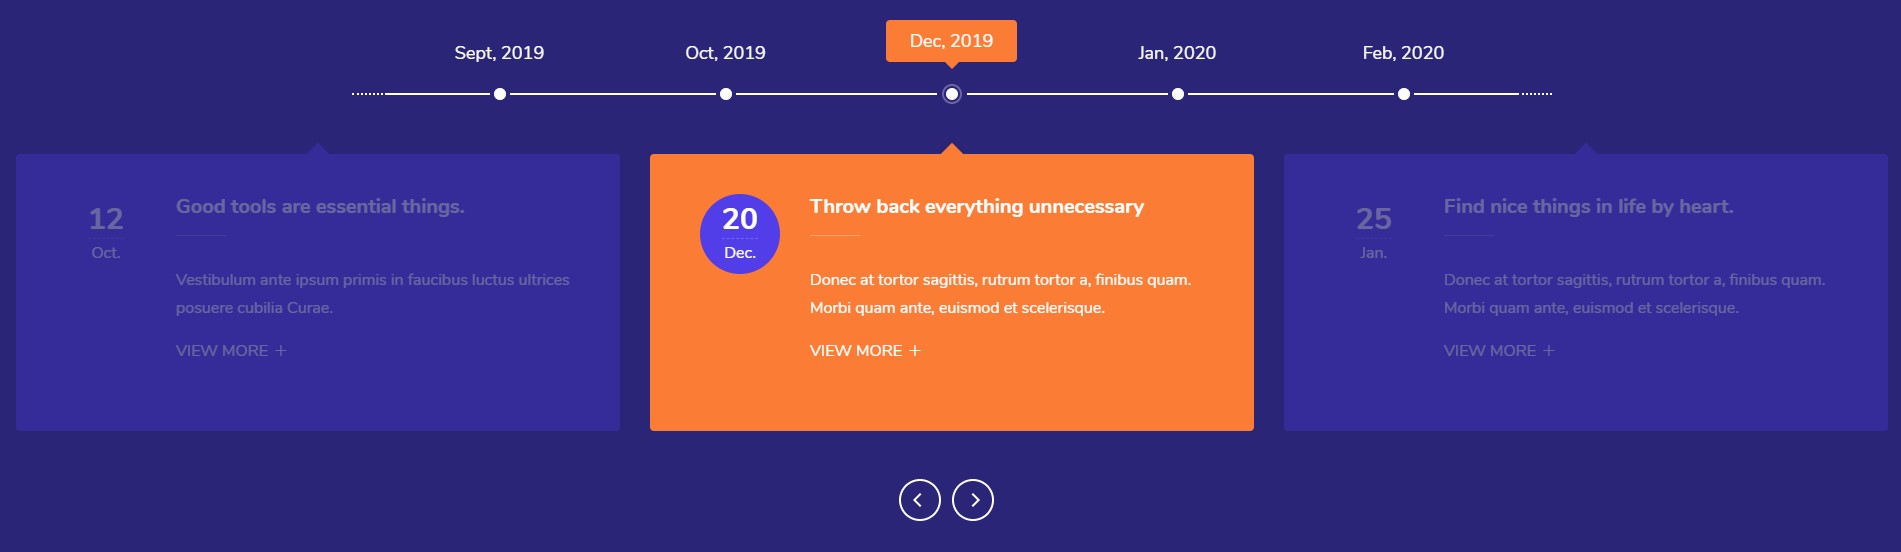 Sept, 2019
Oct, 2019
Dec, 2019
Jan, 2020
Feb, 2020
12
Oct.
Good tools are essential things.
Vestibulum ante ipsum primis in faucibus luctus ultrices
posuere cubilia Curae.
VIEW MORE +
20
Dec.
Throw back everything unnecessary
Donec at tortor sagittis, rutrum tortor a, finibus quam.
Morbi quam ante, euismod et scelerisque.
VIEW MORE +
25
Jan.
Find nice things in life by heart.
Donec at tortor sagittis, rutrum tortor a, finibus quam.
Morbi quam ante, euismod et scelerisque.
VIEW MORE +